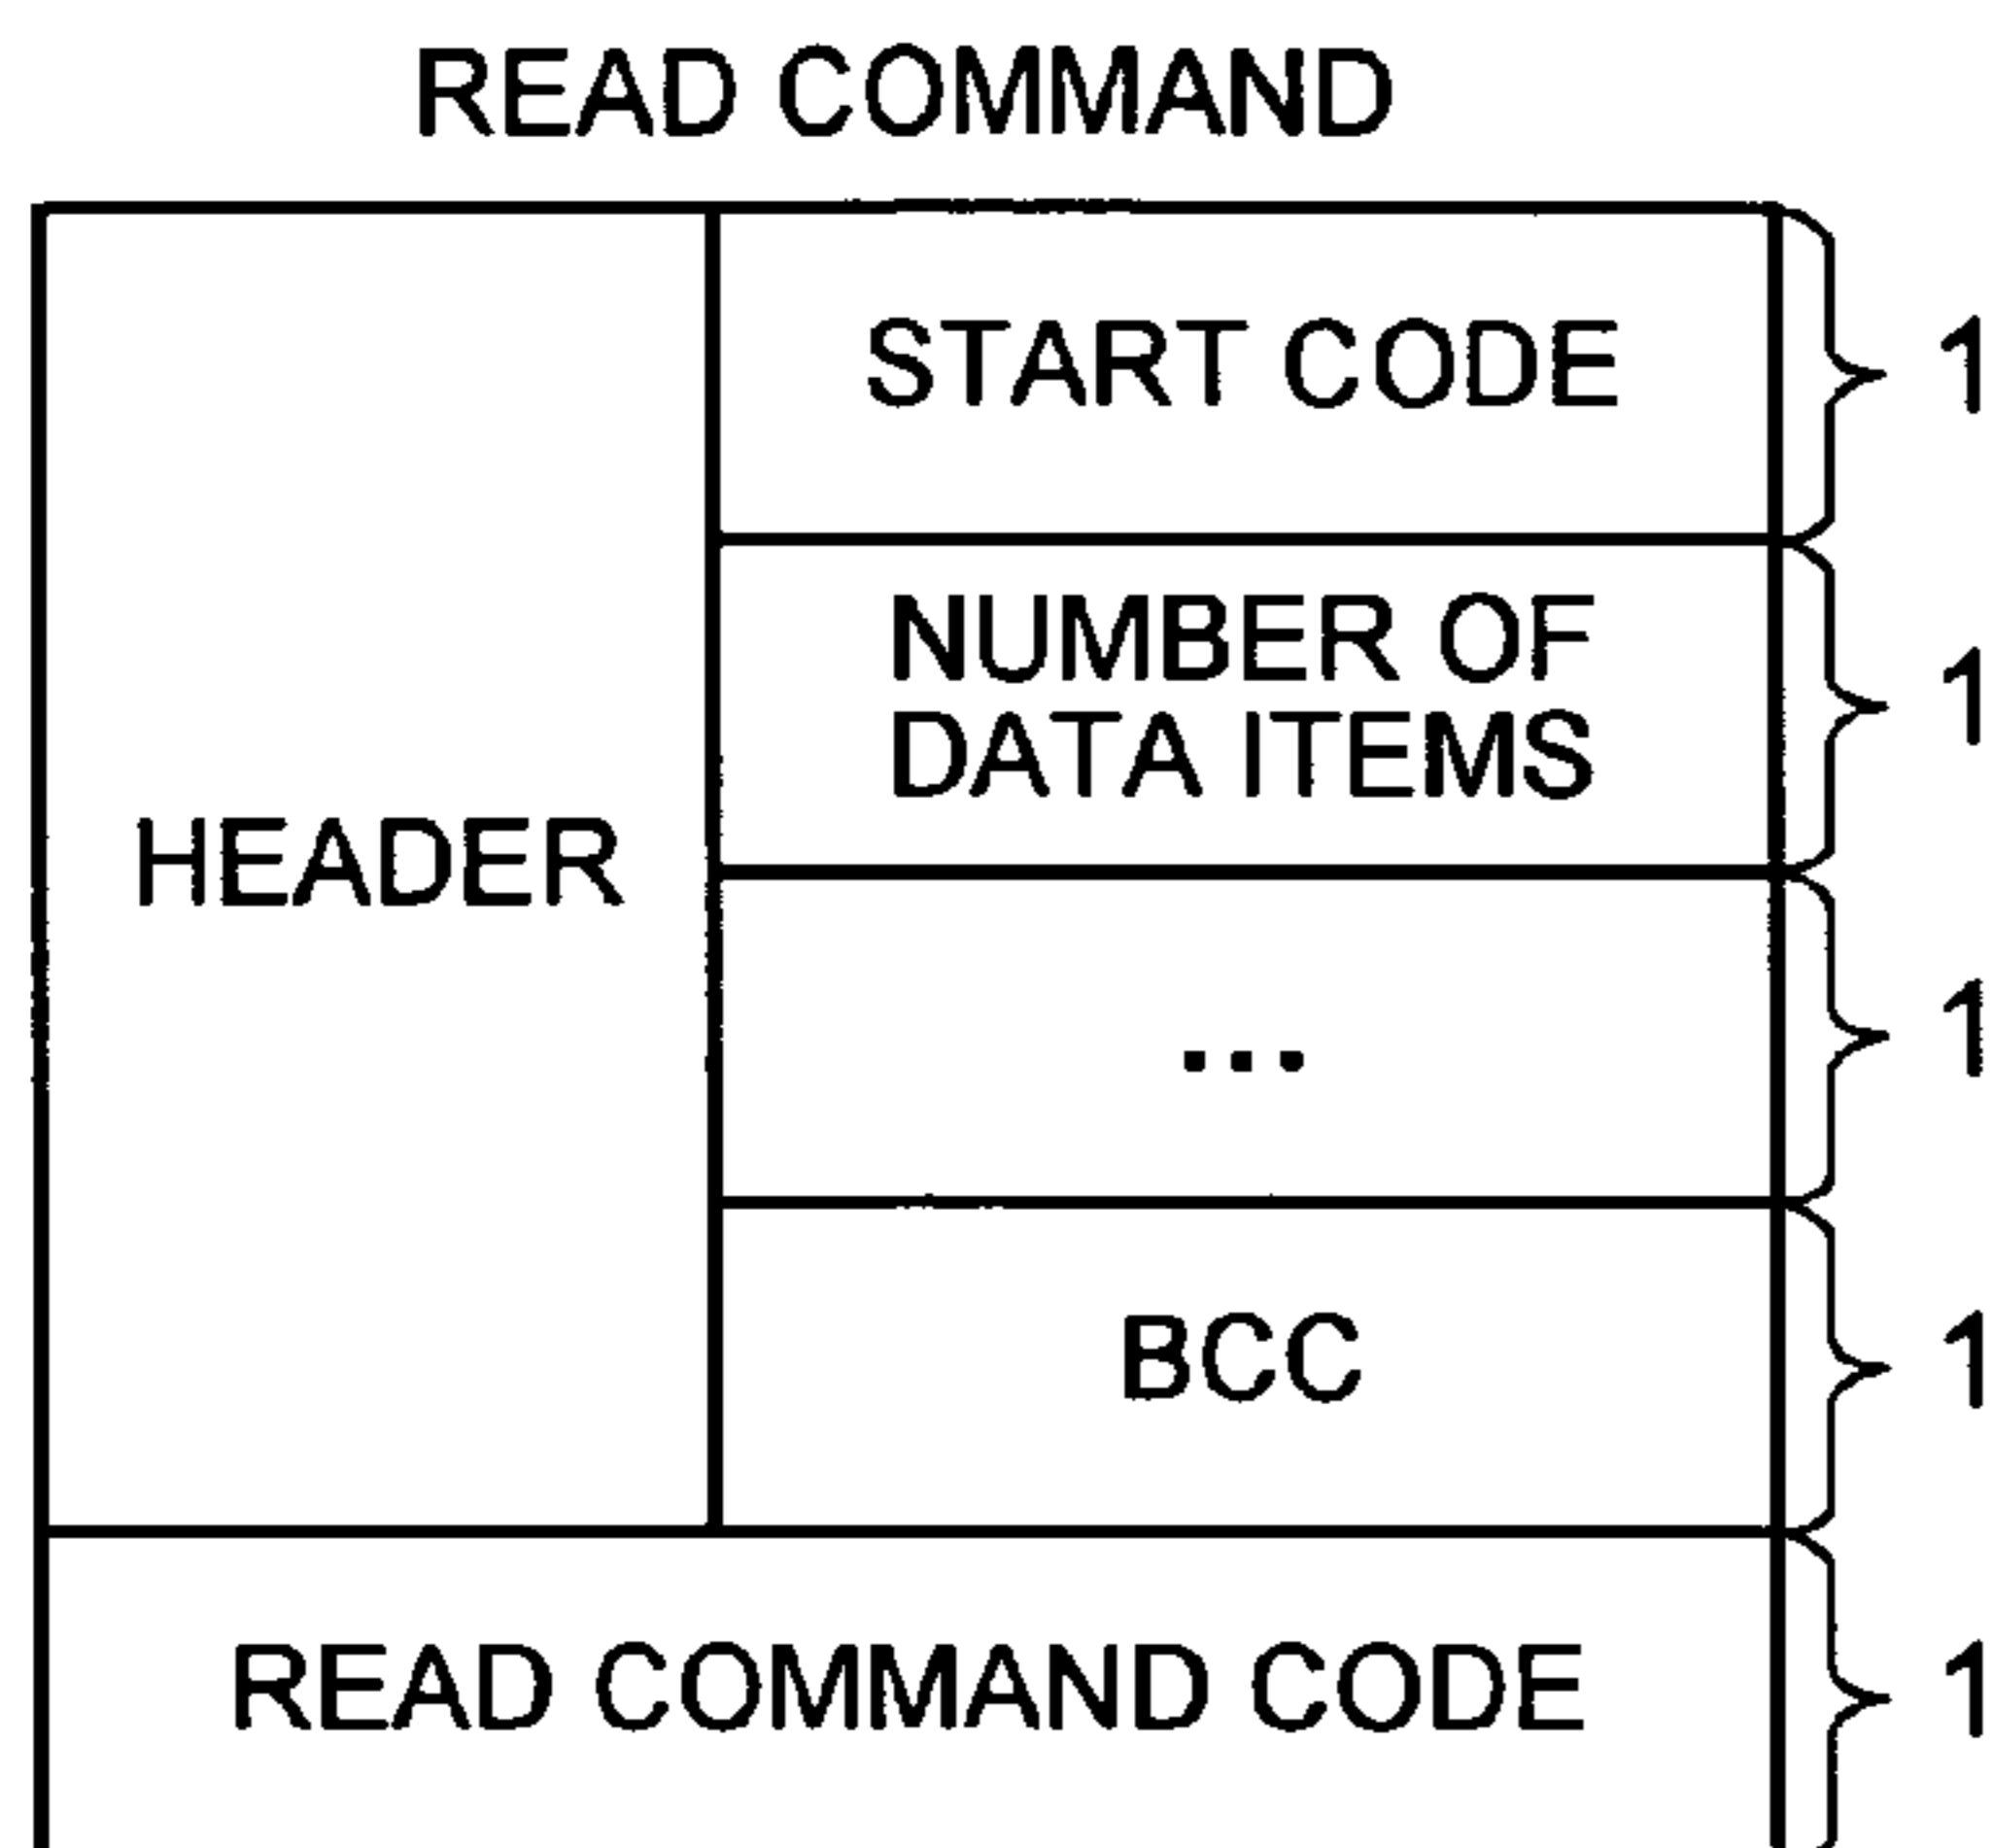 READ COMMAND
HEADER
START CODE
1
NUMBER OF
DATA ITEMS
1
...
1
BCC
1
READ COMMAND CODE
1